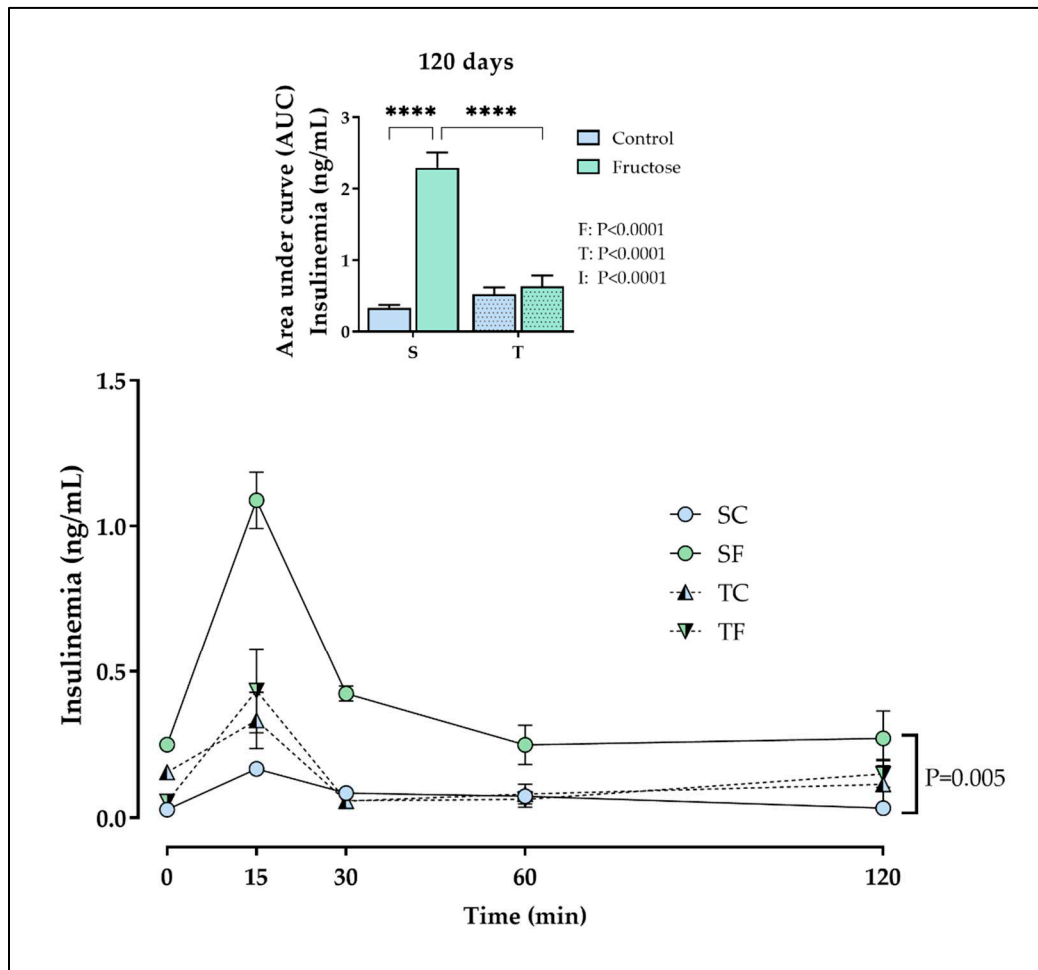 120 days
Area under curve (AUC)
Insulinemia (ng/mL)
3
2
1
0
****
****
S
T
Control
Fructose
F: P<0.0001
T: P<0.0001
I: P<0.0001
Insulinemia (ng/mL)
1.5
1.0
0.5
0.0
SC
SF
TC
TF
P=0.005
0
15
30
60
120
Time (min)